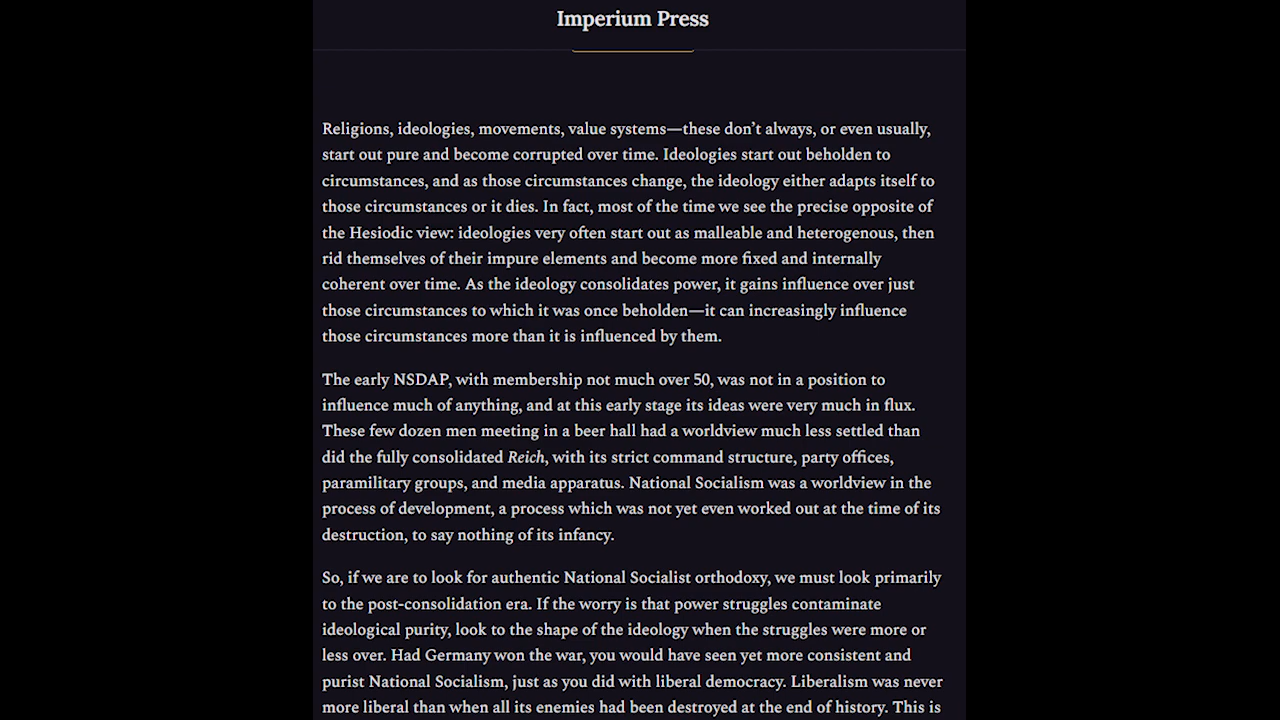 Imperium Press
Religions, ideologies, movements, value systems—these don’t always, or even usually,
start out pure and become corrupted over time. Ideologies start out beholden to
circumstances, and as those circumstances change, the ideology either adapts itself to
those circumstances or it dies. In fact, most of the time we see the precise opposite of
the Hesiodic view: ideologies very often start out as malleable and heterogenous, then
rid themselves of their impure elements and become more fixed and internally
coherent over time. As the ideology consolidates power, it gains influence over just
those circumstances to which it was once beholden—it can increasingly influence
those circumstances more than it is influenced by them.
The early NSDAP, with membership not much over 50, was not in a position to
influence much of anything, and at this early stage its ideas were very much in flux.
These few dozen men meeting in a beer hall had a worldview much less settled than
did the fully consolidated Reich, with its strict command structure, party offices,
paramilitary groups, and media apparatus. National Socialism was a worldview in the
process of development, a process which was not yet even worked out at the time of its
destruction, to say nothing of its infancy.
So, if we are to look for authentic National Socialist orthodoxy, we must look primarily
to the post-consolidation era. If the worry is that power struggles contaminate
ideological purity, look to the shape of the ideology when the struggles were more or
less over. Had Germany won the war, you would have seen yet more consistent and
purist National Socialism, just as you did with liberal democracy. Liberalism was never
more liberal than when all its enemies had been destroyed at the end of history. This is